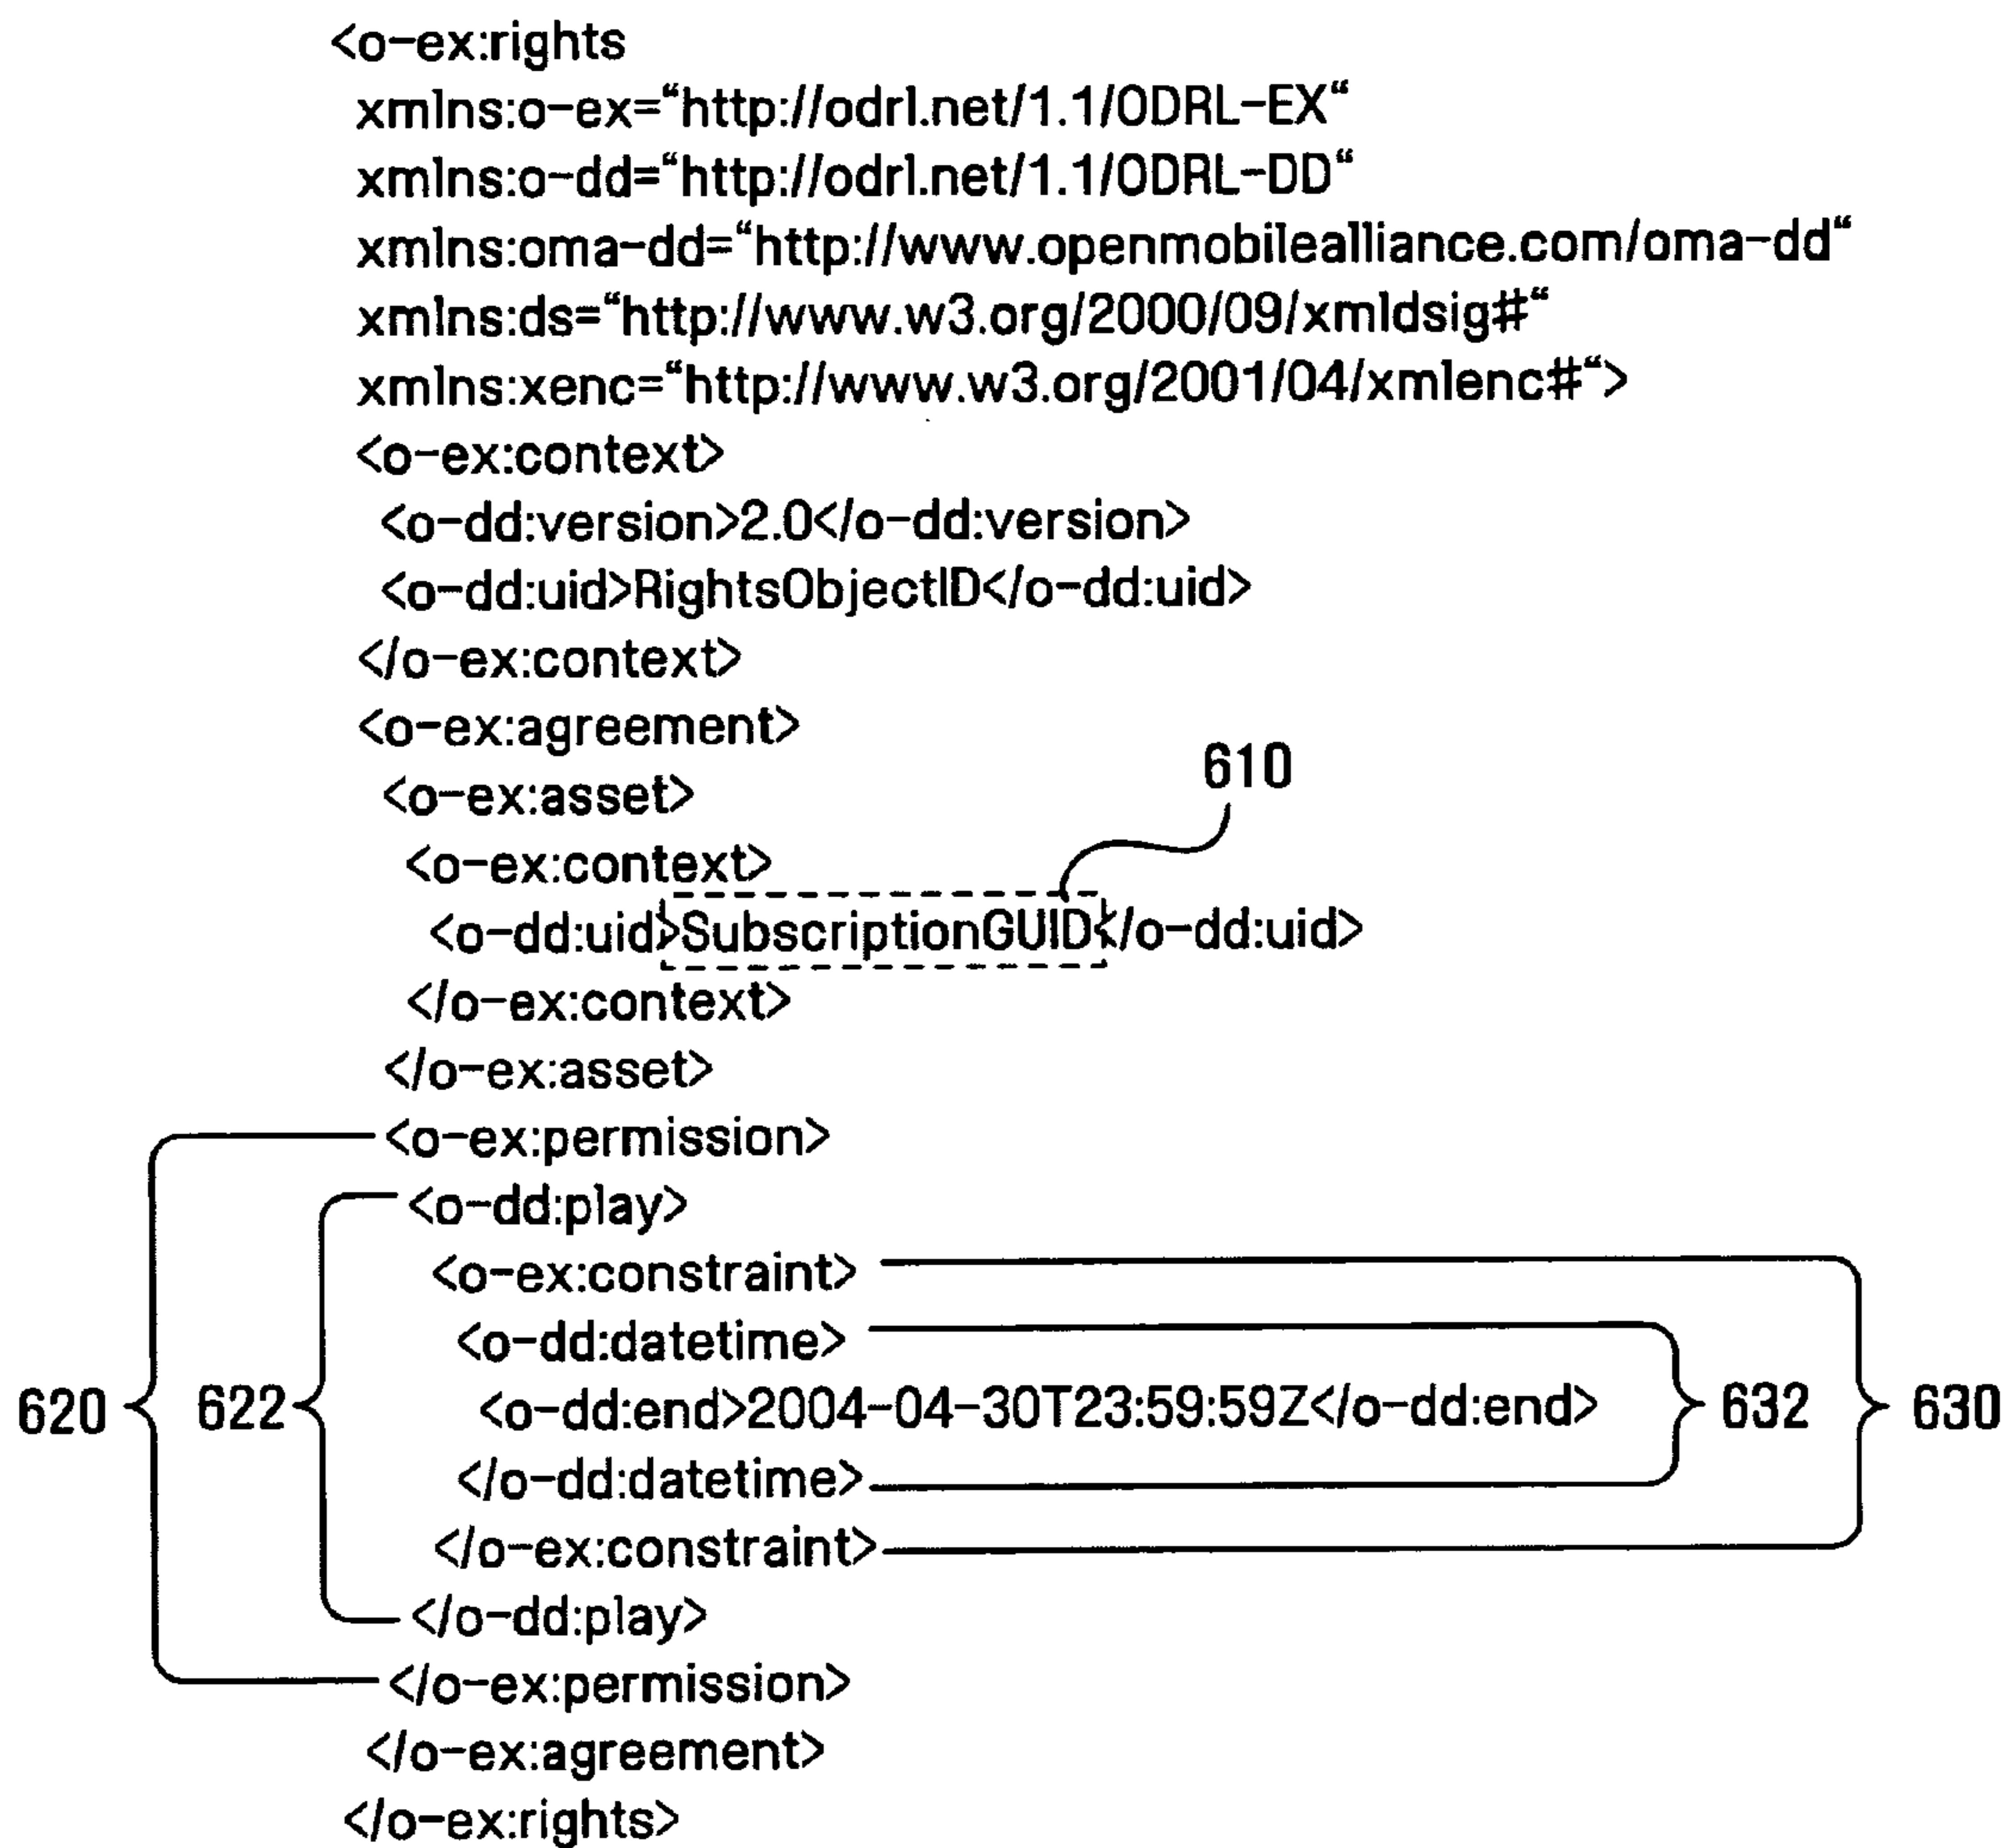 <o-ex:rights
xmlns:o-ex=“http://odrl.net/1.1/ODRL-EX“
xmlns:o-dd=“http://odrl.net/1.1/ODRL-DD“
xmlns:oma-dd=“http://www.openmobilealliance.com/oma-dd“
xmlns:ds=“http://www.w3.org/2000/09/xmldsig#“
xmlns:xenc=“http://www.w3.org/2001/04/xmlenc#“>
<o-ex:context>
<o-dd:version>2.0</o-dd:version>
<o-dd:uid>RightsObjectID</o-dd:uid>
</o-ex:context>
<o-ex:agreement>
610
<o-ex:asset>
<o-ex:context>
<o-dd:uid>SubscriptionGUID</o-dd:uid>
</o-ex:context>
</o-ex:asset>
<o-ex:permission>
<o-dd:play>
<o-ex:constraint>
<o-dd:datetime>
620 622 <o-dd:end>2004-04-30T23:59:59Z</o-dd:end> 632 630
</o-dd:datetime>
</o-ex:constraint>
</o-dd:play>
</o-ex:permission>
</o-ex:agreement>
</o-ex:rights>